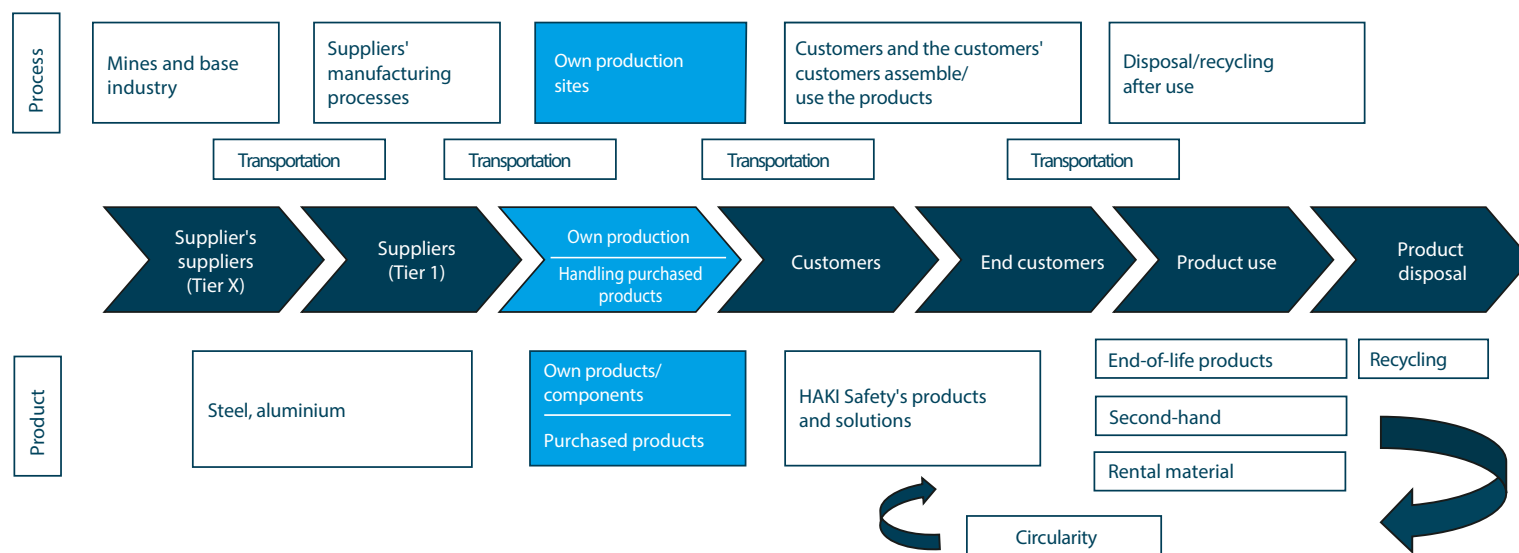 Process
Mines and base
industry
Suppliers'
manufacturing
processes
Own production
sites
Customers and the customers'
customers assemble/
use the products
Disposal/recycling
after use
Transportation
Transportation
Transportation
Transportation
Supplier's
suppliers
(Tier X)
Suppliers
(Tier 1)
Own production
Handling purchased
products
Customers
End customers
Product use
Product
disposal
Product
Steel, aluminium
Own products/
components
Purchased products
HAKI Safety's products
and solutions
End-of-life products
Recycling
Second-hand
Rental material
Circularity